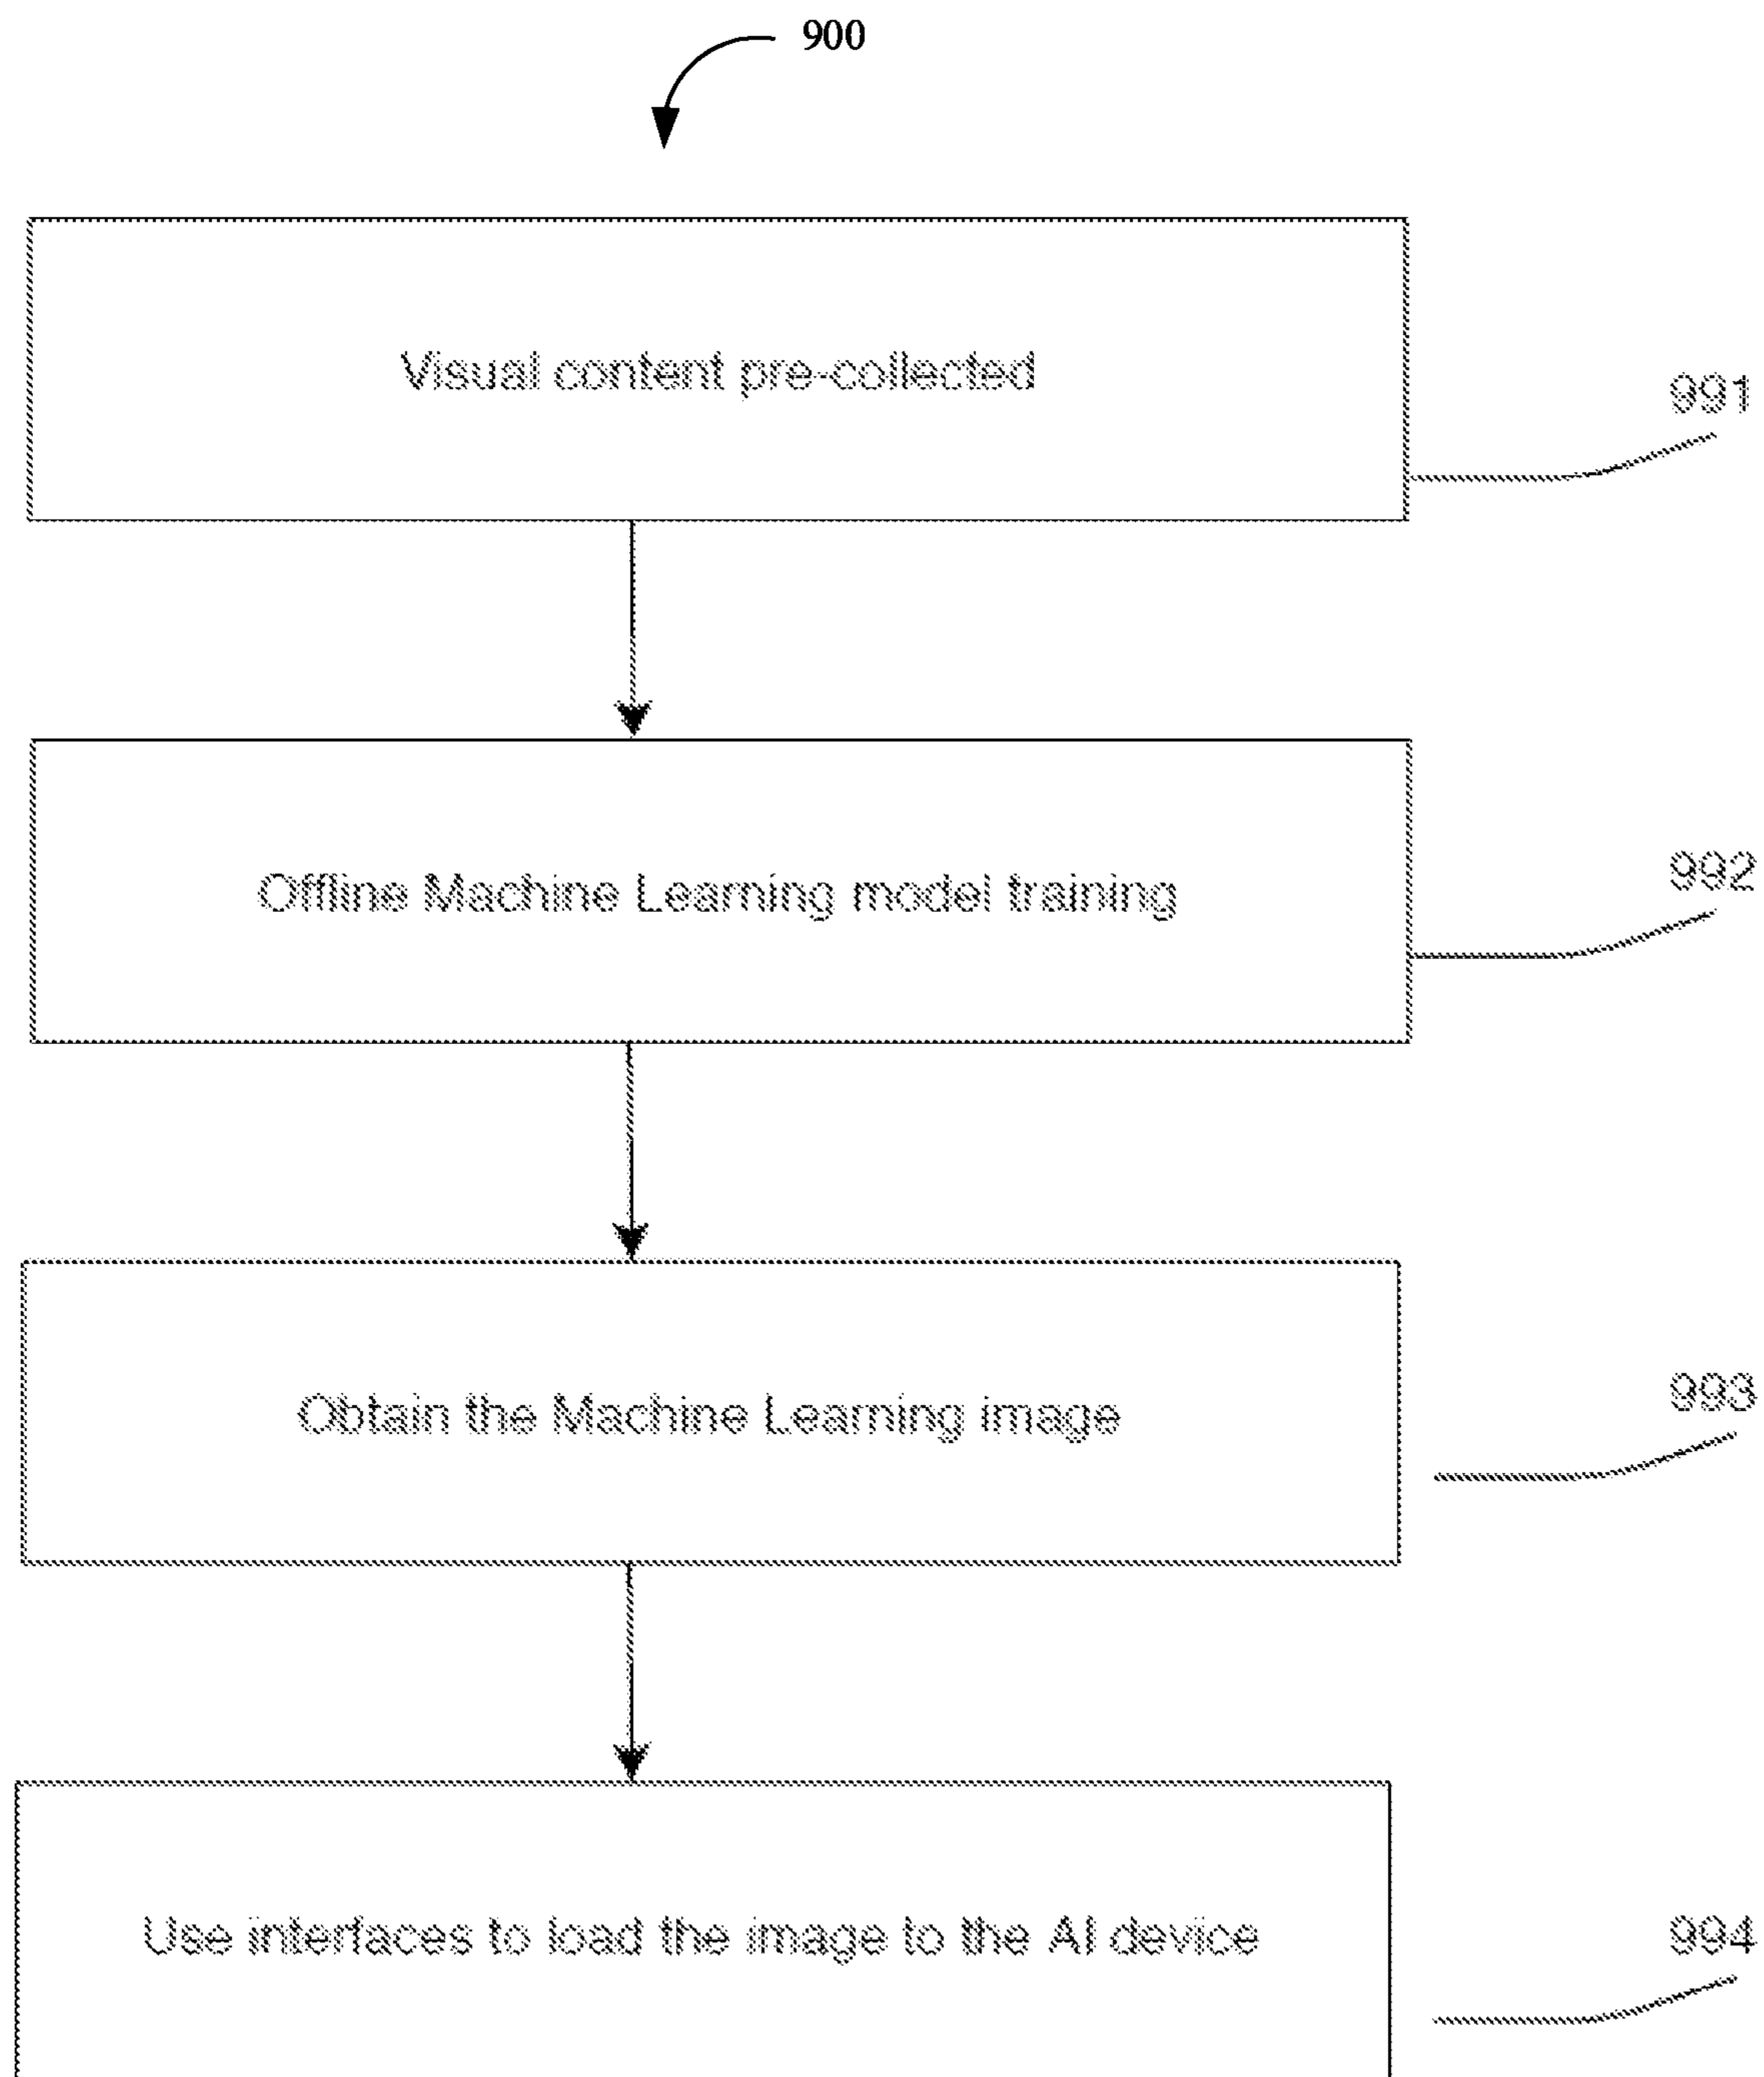 900
Visual content pre-collected
991
Offline Machine Learning model training
992
Obtain the Machine Learning image
993
Use interfaces to load the image to the AI device
994